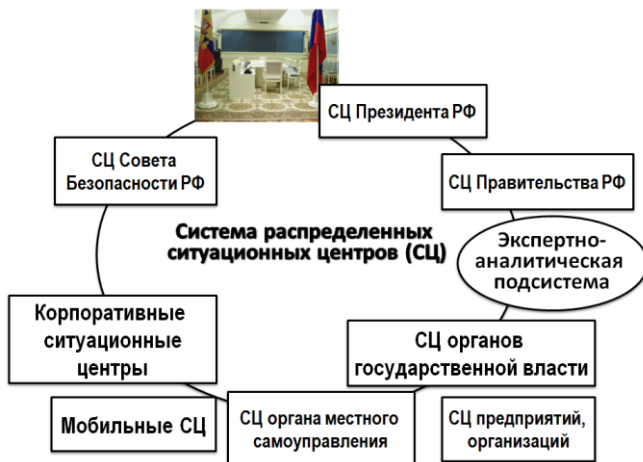 СЦ Президента РФ
СЦ Совета
Безопасности РФ
СЦ Правительства РФ
Система распределенных
ситуационных центров (СЦ)
Экспертно-
аналитическая
подсистема
Корпоративные
ситуационные
центры
СЦ органов
государственной власти
Мобильные СЦ
СЦ органа местного
самоуправления
СЦ предприятий,
организаций